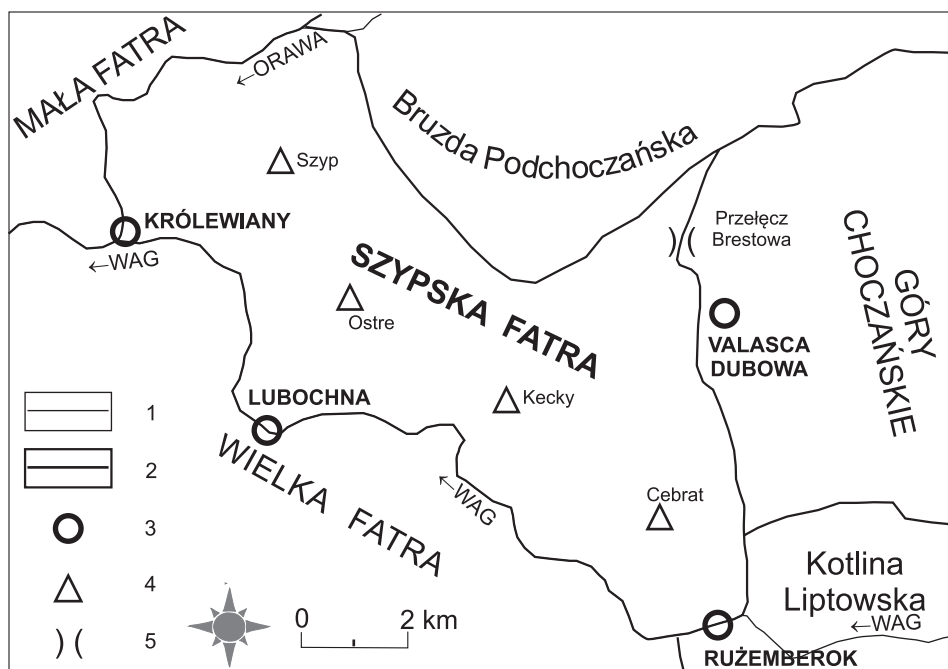 MAŁA FATRA
←ORAWA
Bruzda Podchoczańska
Szyp
KRÓLEWIANY
←WAG
Przełęcz
Brestowa
GÓRY
CHOCZAŃSKIE
SZYPSKA FATRA
Ostre
VALASCA
DUBOWA
LUBOCHNA
Kecky
WIELKA FATRA
←WAG
Cebrat
1
2
3
4
5
0 2 km
Kotlina
Liptowska
←WAG
RUŻEMBEROK